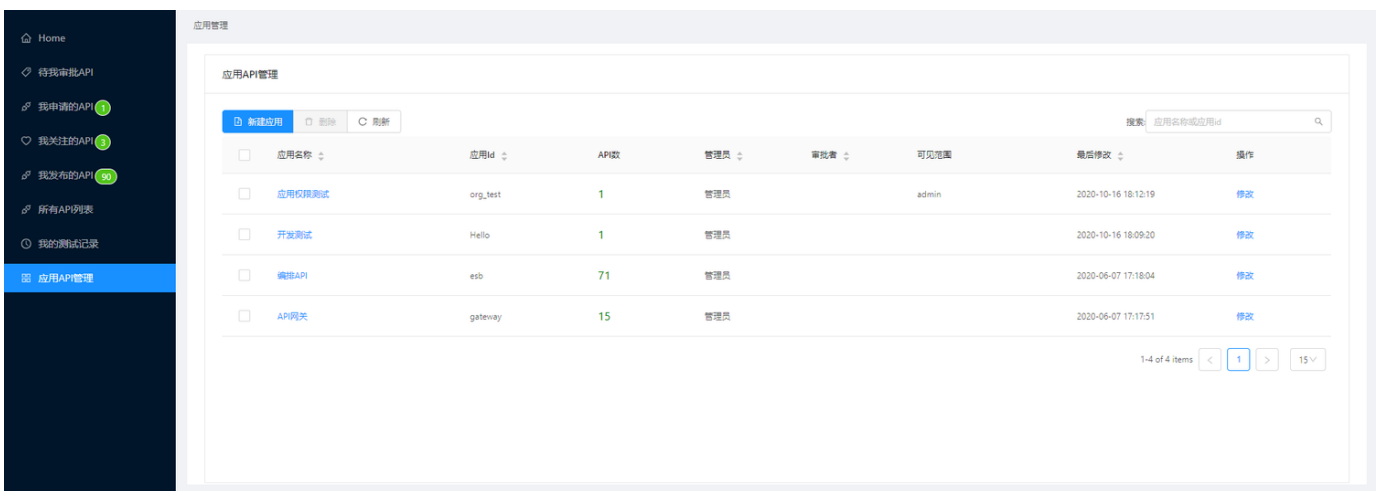 应用管理
Home
待我审批API
我申请的API 1
我关注的API 3
我发布的API 90
所有API列表
我的测试记录
应用API管理
应用API管理
新建应用 删除 刷新 搜索: 应用名称或应用id
应用名称 应用Id API数 管理员 审批者 可见范围 最后修改 操作
应用权限测试 org_test 1 管理员 admin 2020-10-16 18:12:19 修改
开发测试 Hello 1 管理员 2020-10-16 18:09:20 修改
编排API esb 71 管理员 2020-06-07 17:18:04 修改
API网关 gateway 15 管理员 2020-06-07 17:17:51 修改
1-4 of 4 items < 1 > 15